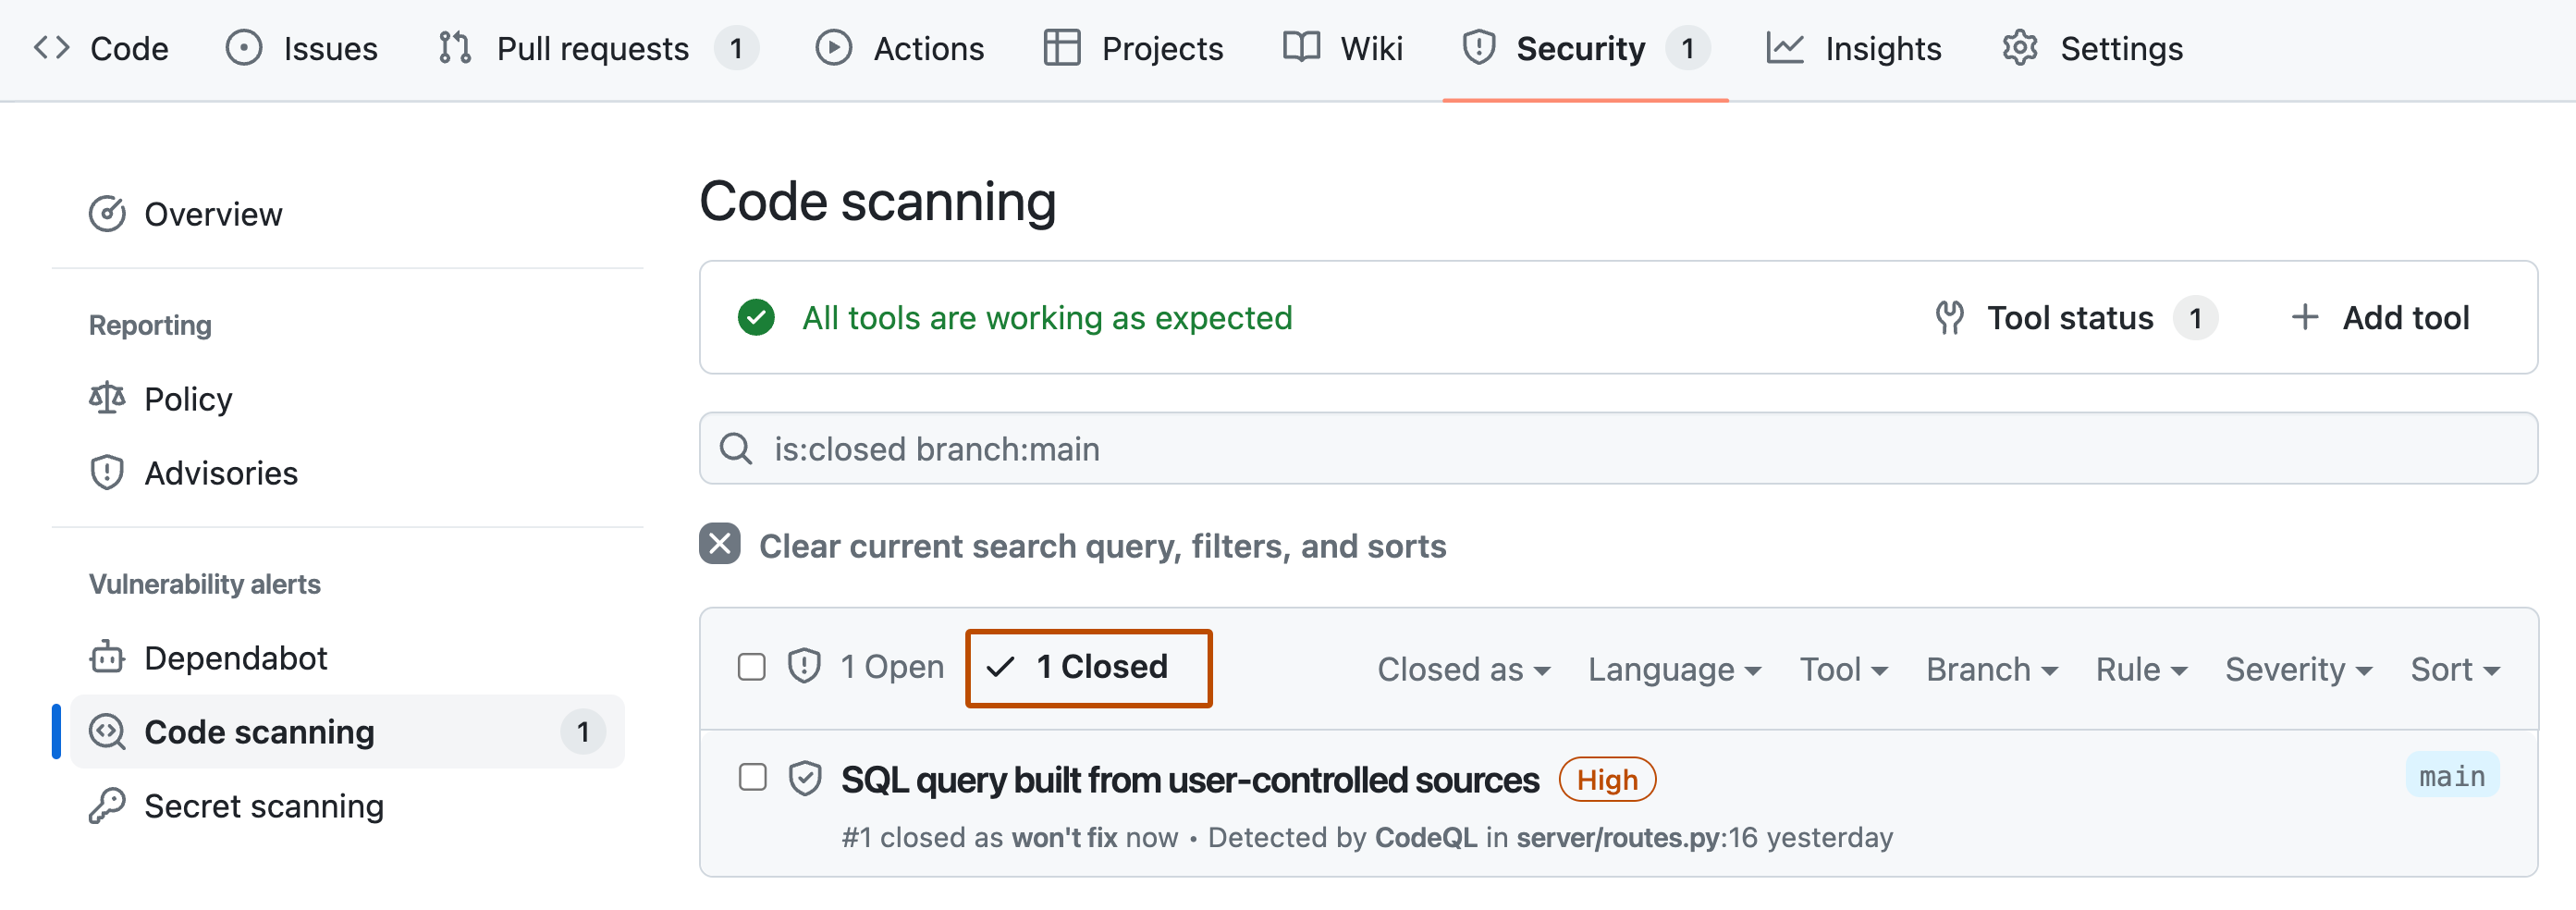 Code Issues Pull requests 1 Actions Projects Wiki Security 1 Insights Settings
Overview
Reporting
Policy
Advisories
Vulnerability alerts
Dependabot
Code scanning 1
Secret scanning
Code scanning
All tools are working as expected Tool status 1 Add tool
is:closed branch:main
Clear current search query, filters, and sorts
1 Open 1 Closed Closed as Language Tool Branch Rule Severity Sort
SQL query built from user-controlled sources High main
#1 closed as won't fix now • Detected by CodeQL in server/routes.py:16 yesterday